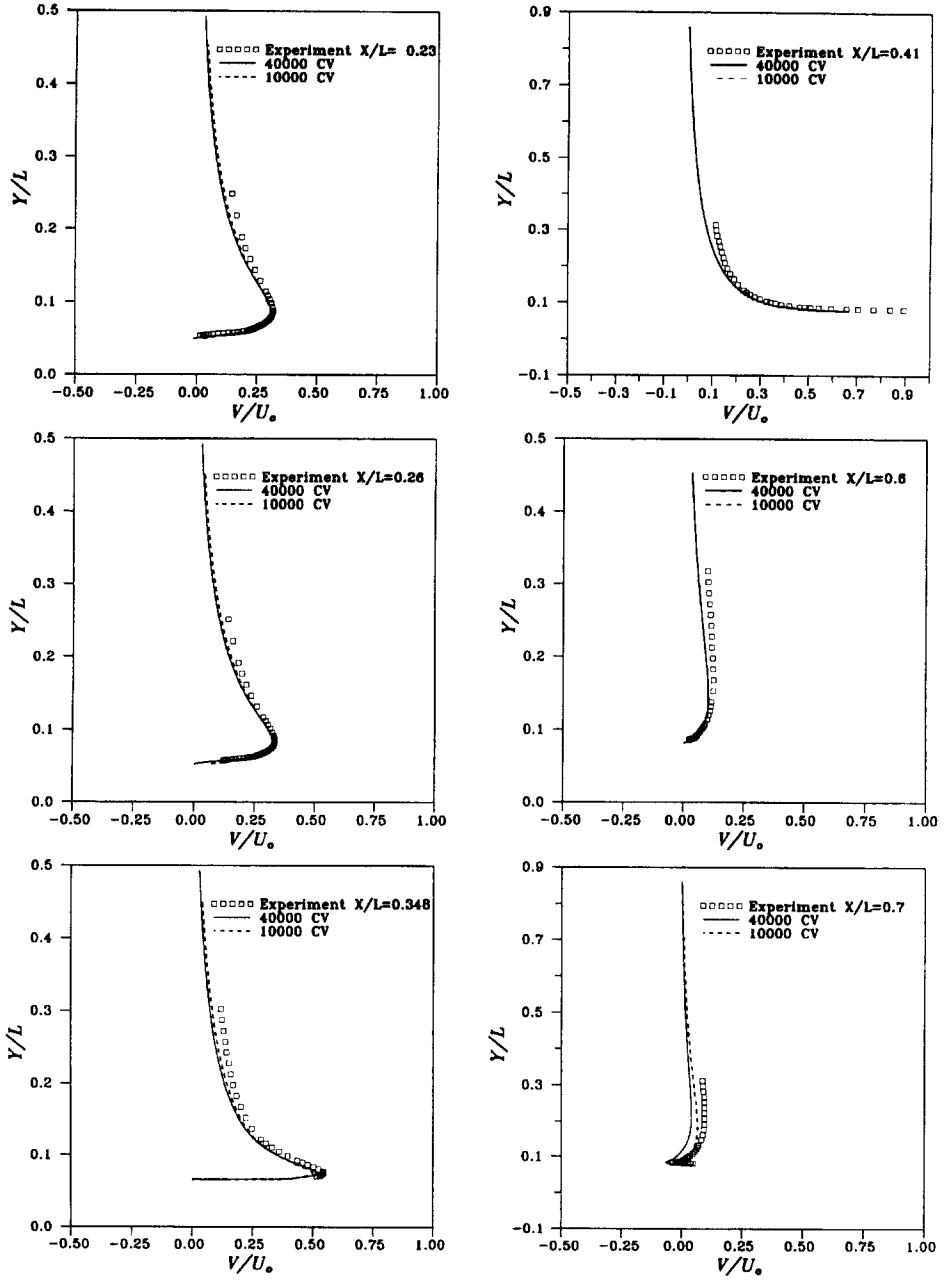 0.5
Experiment X/L= 0.23
40000 CV
10000 CV
0.4
0.3
Y/L
0.2
0.1
0.0
−0.50 −0.25 0.00 0.25 0.50 0.75 1.00
V/Uₒ
0.9
Experiment X/L=0.41
40000 CV
10000 CV
0.7
0.5
Y/L
0.3
0.1
−0.1
−0.5 −0.3 −0.1 0.1 0.3 0.5 0.7 0.9
V/Uₒ
0.5
Experiment X/L=0.26
40000 CV
10000 CV
0.4
0.3
Y/L
0.2
0.1
0.0
−0.50 −0.25 0.00 0.25 0.50 0.75 1.00
V/Uₒ
0.5
Experiment X/L=0.6
40000 CV
10000 CV
0.4
0.3
Y/L
0.2
0.1
0.0
−0.50 −0.25 0.00 0.25 0.50 0.75 1.00
V/Uₒ
0.5
Experiment X/L=0.348
40000 CV
10000 CV
0.4
0.3
Y/L
0.2
0.1
0.0
−0.50 −0.25 0.00 0.25 0.50 0.75 1.00
V/Uₒ
0.9
Experiment X/L=0.7
40000 CV
10000 CV
0.7
0.5
Y/L
0.3
0.1
−0.1
−0.50 −0.25 0.00 0.25 0.50 0.75 1.00
V/Uₒ